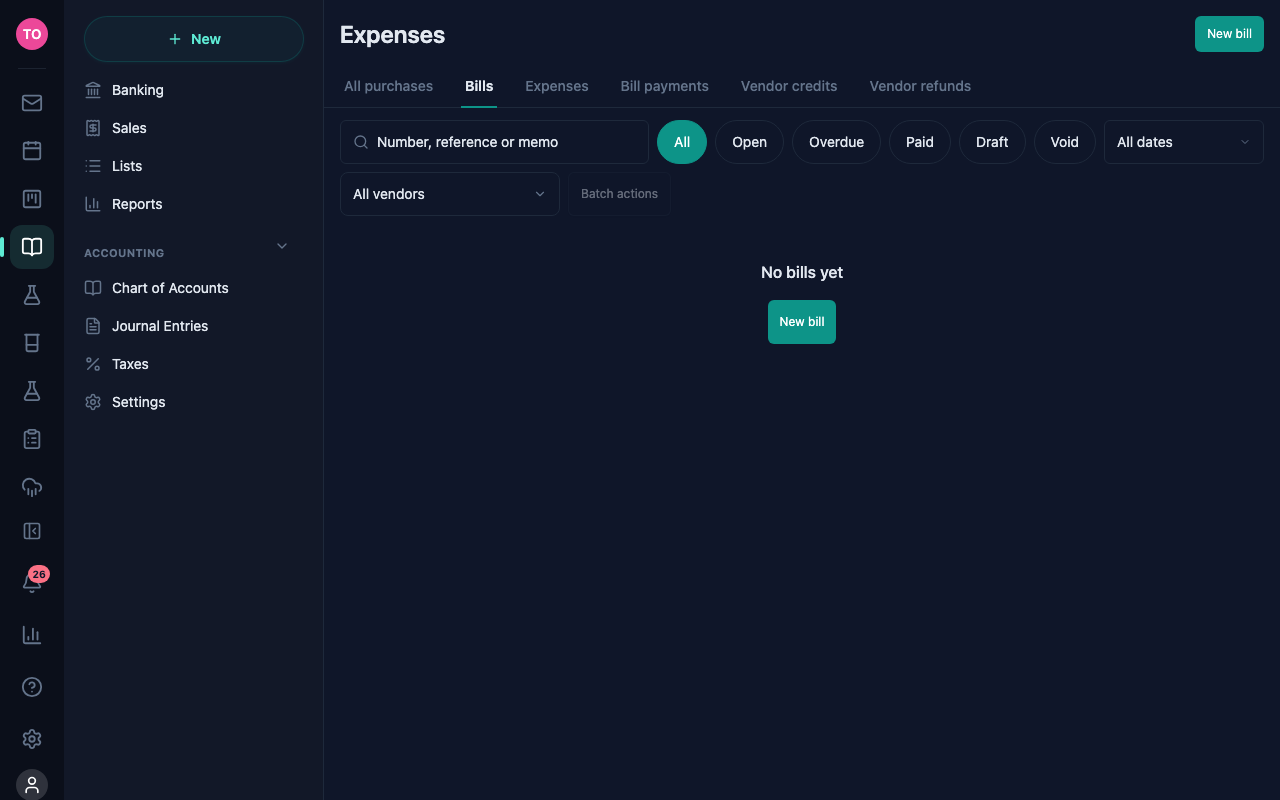 TO
+ New
Banking
Sales
Lists
Reports
ACCOUNTING
Chart of Accounts
Journal Entries
Taxes
Settings
26
Expenses
New bill
All purchases
Bills
Expenses
Bill payments
Vendor credits
Vendor refunds
Number, reference or memo
All
Open
Overdue
Paid
Draft
Void
All dates
All vendors
Batch actions
No bills yet
New bill